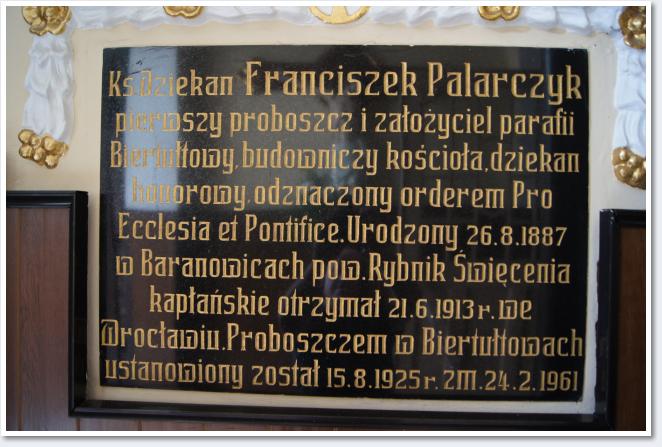 Ks. Dziekan Franciszek Palarczyk
pierwszy proboszcz i założyciel parafii
Biertułtowy, budowniczy kościoła, dziekan
honorowy, odznaczony orderem Pro
Ecclesia et Pontifice. Urodzony 26.8.1887
w Baranowicach pow. Rybnik Święcenia
kapłańskie otrzymał 21.6.1913 r. we
Wrocławiu. Proboszczem w Biertułtowach
ustanowiony został 15.8.1925 r. zm. 24.2.1961